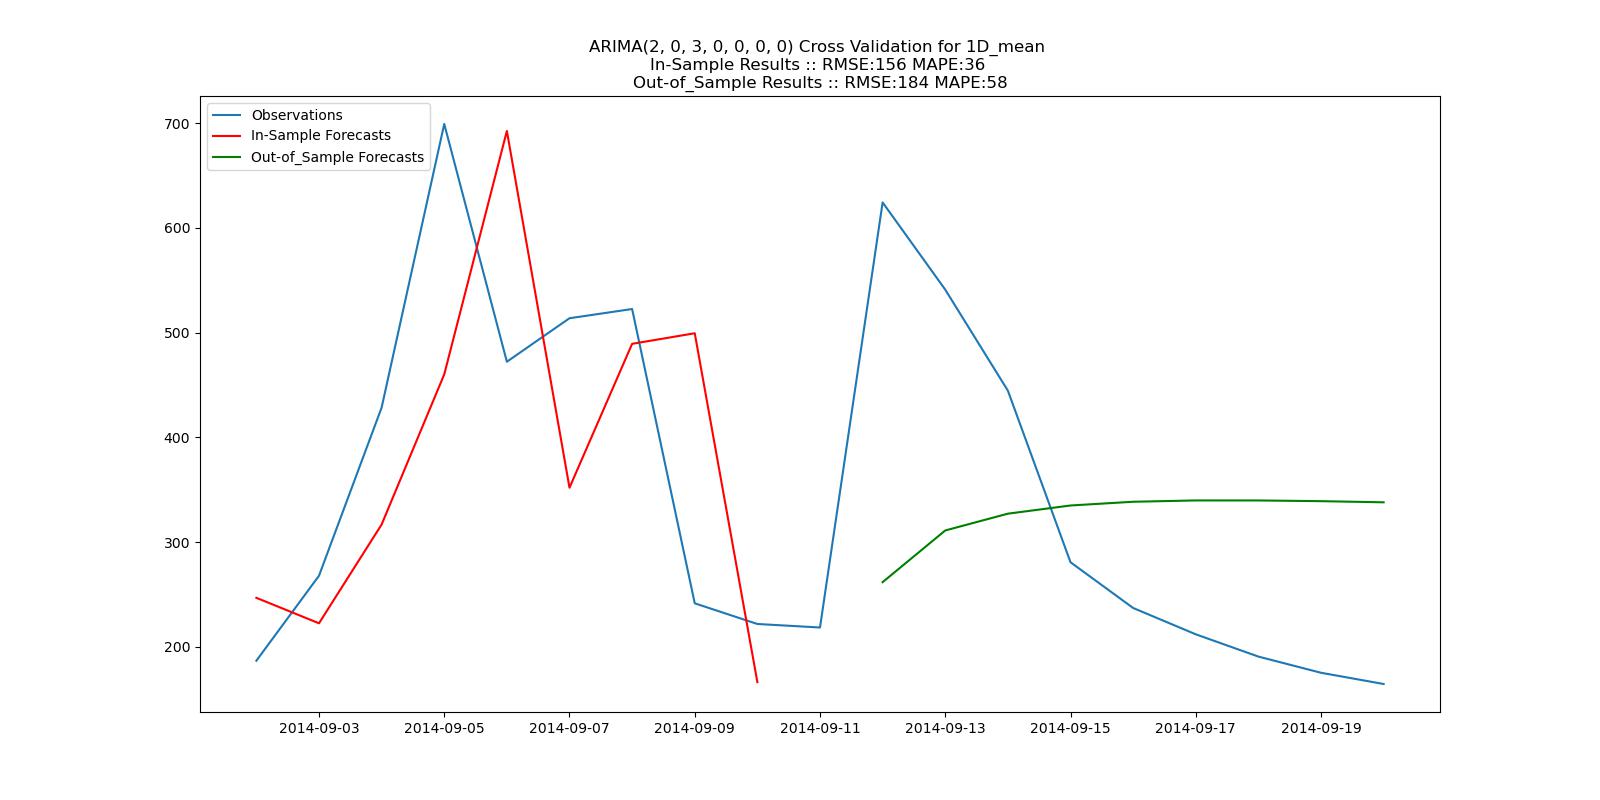 ARIMA(2, 0, 3, 0, 0, 0, 0) Cross Validation for 1D_mean
In-Sample Results :: RMSE:156 MAPE:36
Out-of_Sample Results :: RMSE:184 MAPE:58
Observations
In-Sample Forecasts
Out-of_Sample Forecasts
700
600
500
400
300
200
2014-09-03 2014-09-05 2014-09-07 2014-09-09 2014-09-11 2014-09-13 2014-09-15 2014-09-17 2014-09-19